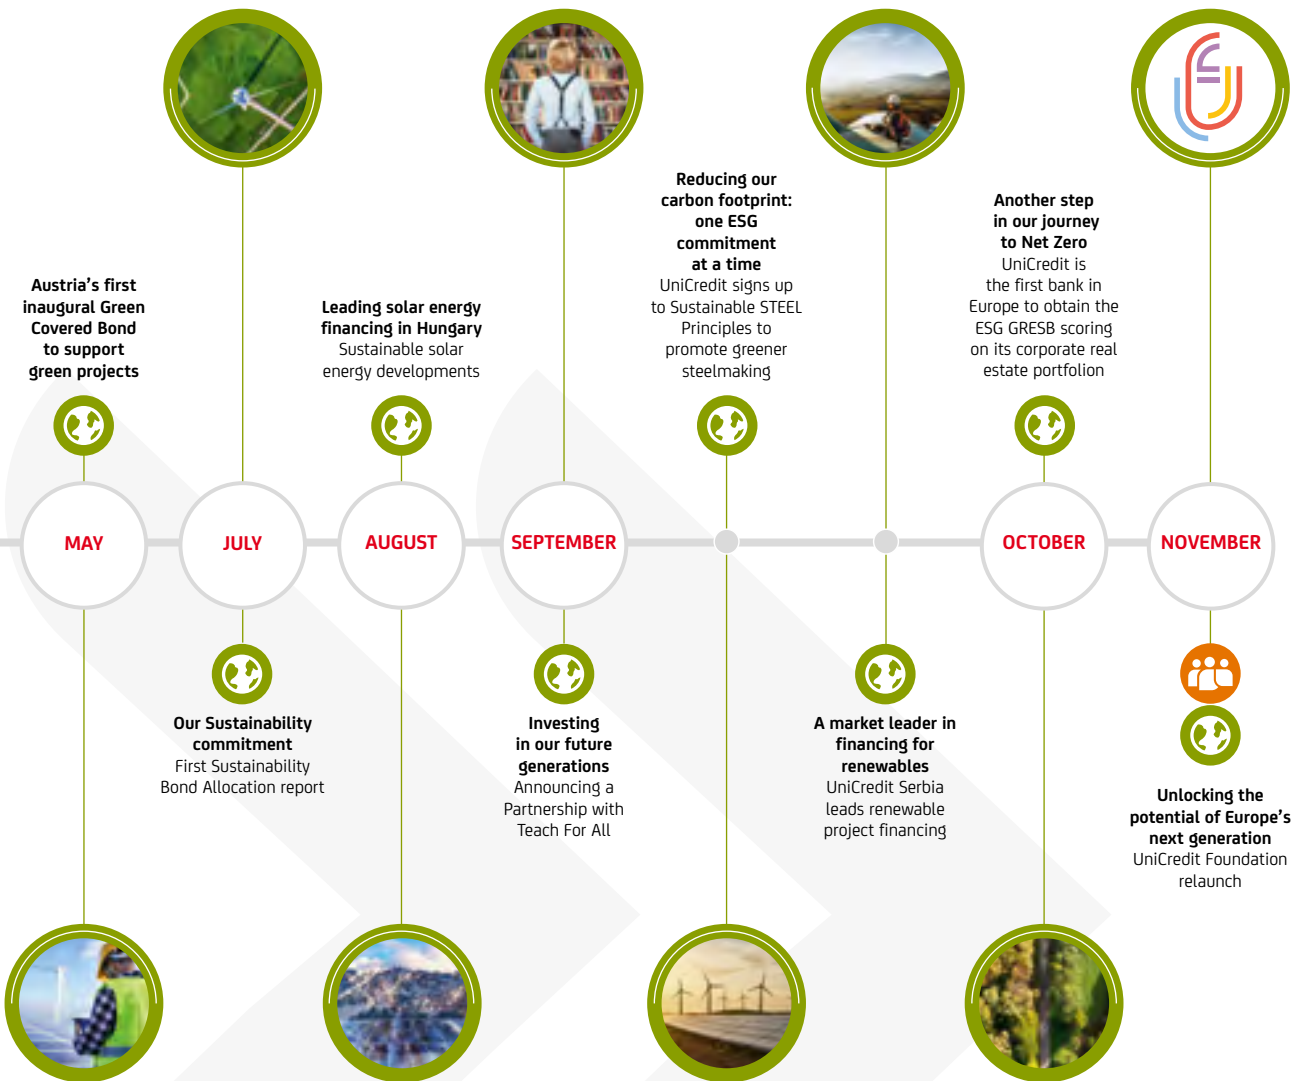 Austria's first
inaugural Green
Covered Bond
to support
green projects
MAY
JULY
Our Sustainability
commitment
First Sustainability
Bond Allocation report
Leading solar energy
financing in Hungary
Sustainable solar
energy developments
AUGUST
SEPTEMBER
Investing
in our future
generations
Announcing a
Partnership with
Teach For All
Reducing our
carbon footprint:
one ESG
commitment
at a time
UniCredit signs up
to Sustainable STEEL
Principles to
promote greener
steelmaking
A market leader in
financing for
renewables
UniCredit Serbia
leads renewable
project financing
Another step
in our journey
to Net Zero
UniCredit is
the first bank in
Europe to obtain the
ESG GRESB scoring
on its corporate real
estate portfolion
OCTOBER
NOVEMBER
Unlocking the
potential of Europe's
next generation
UniCredit Foundation
relaunch